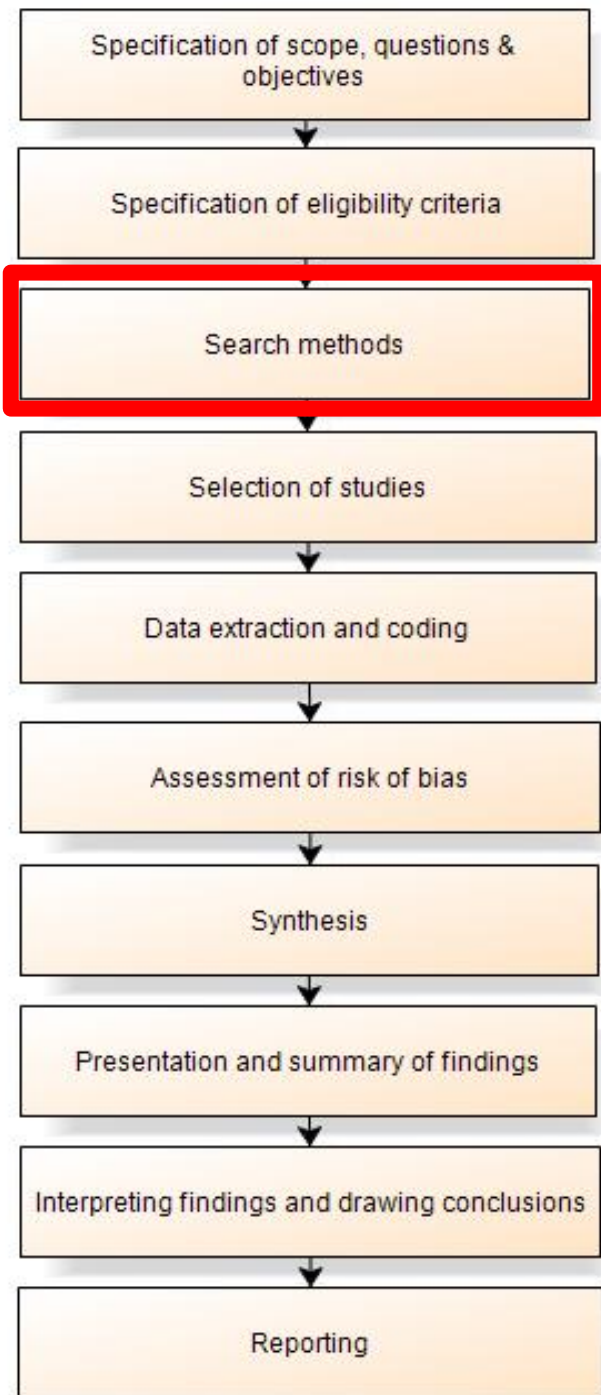 Specification of scope, questions &
objectives
Specification of eligibility criteria
Search methods
Selection of studies
Data extraction and coding
Assessment of risk of bias
Synthesis
Presentation and summary of findings
Interpreting findings and drawing conclusions
Reporting